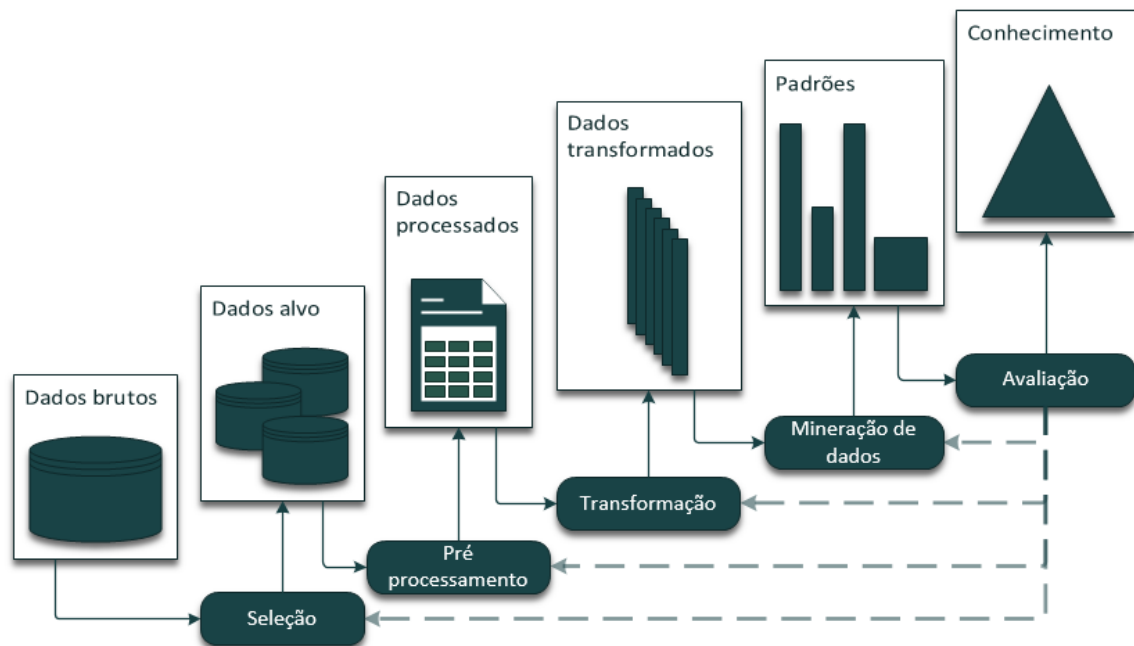 Conhecimento
Padrões
Dados
transformados
Dados
processados
Dados alvo
Dados brutos
Avaliação
Mineração de
dados
Transformação
Pré
processamento
Seleção